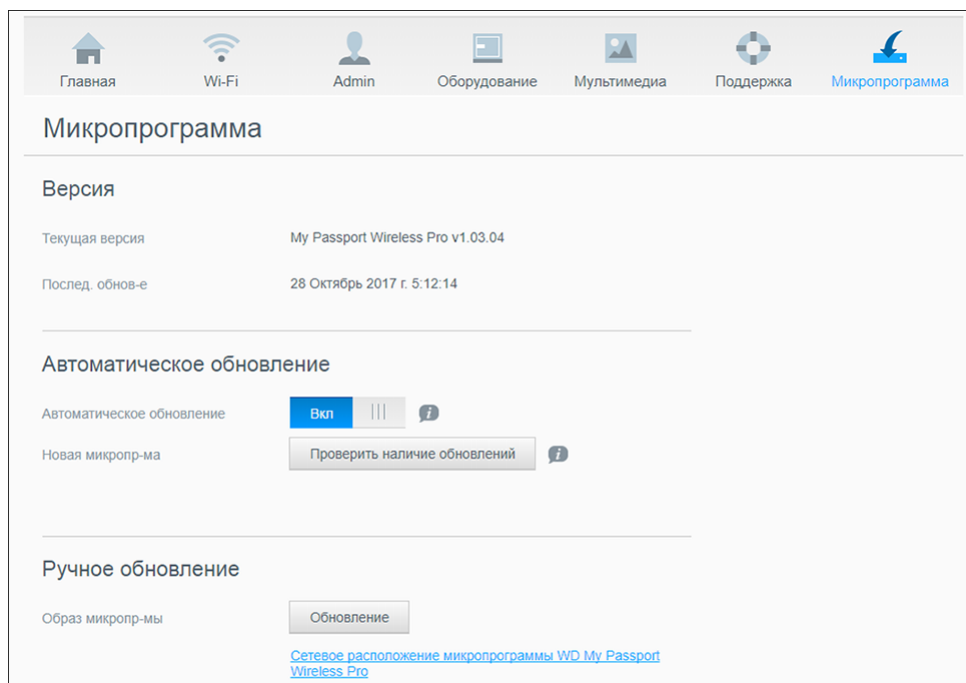 Главная Wi-Fi Admin Оборудование Мультимедиа Поддержка Микропрограмма
Микропрограмма
Версия
Текущая версия My Passport Wireless Pro v1.03.04
Послед. обнов-е 28 Октябрь 2017 г. 5:12:14
Автоматическое обновление
Автоматическое обновление Вкл
Новая микропр-ма Проверить наличие обновлений
Ручное обновление
Образ микропр-мы Обновление
Сетевое расположение микропрограммы WD My Passport
Wireless Pro